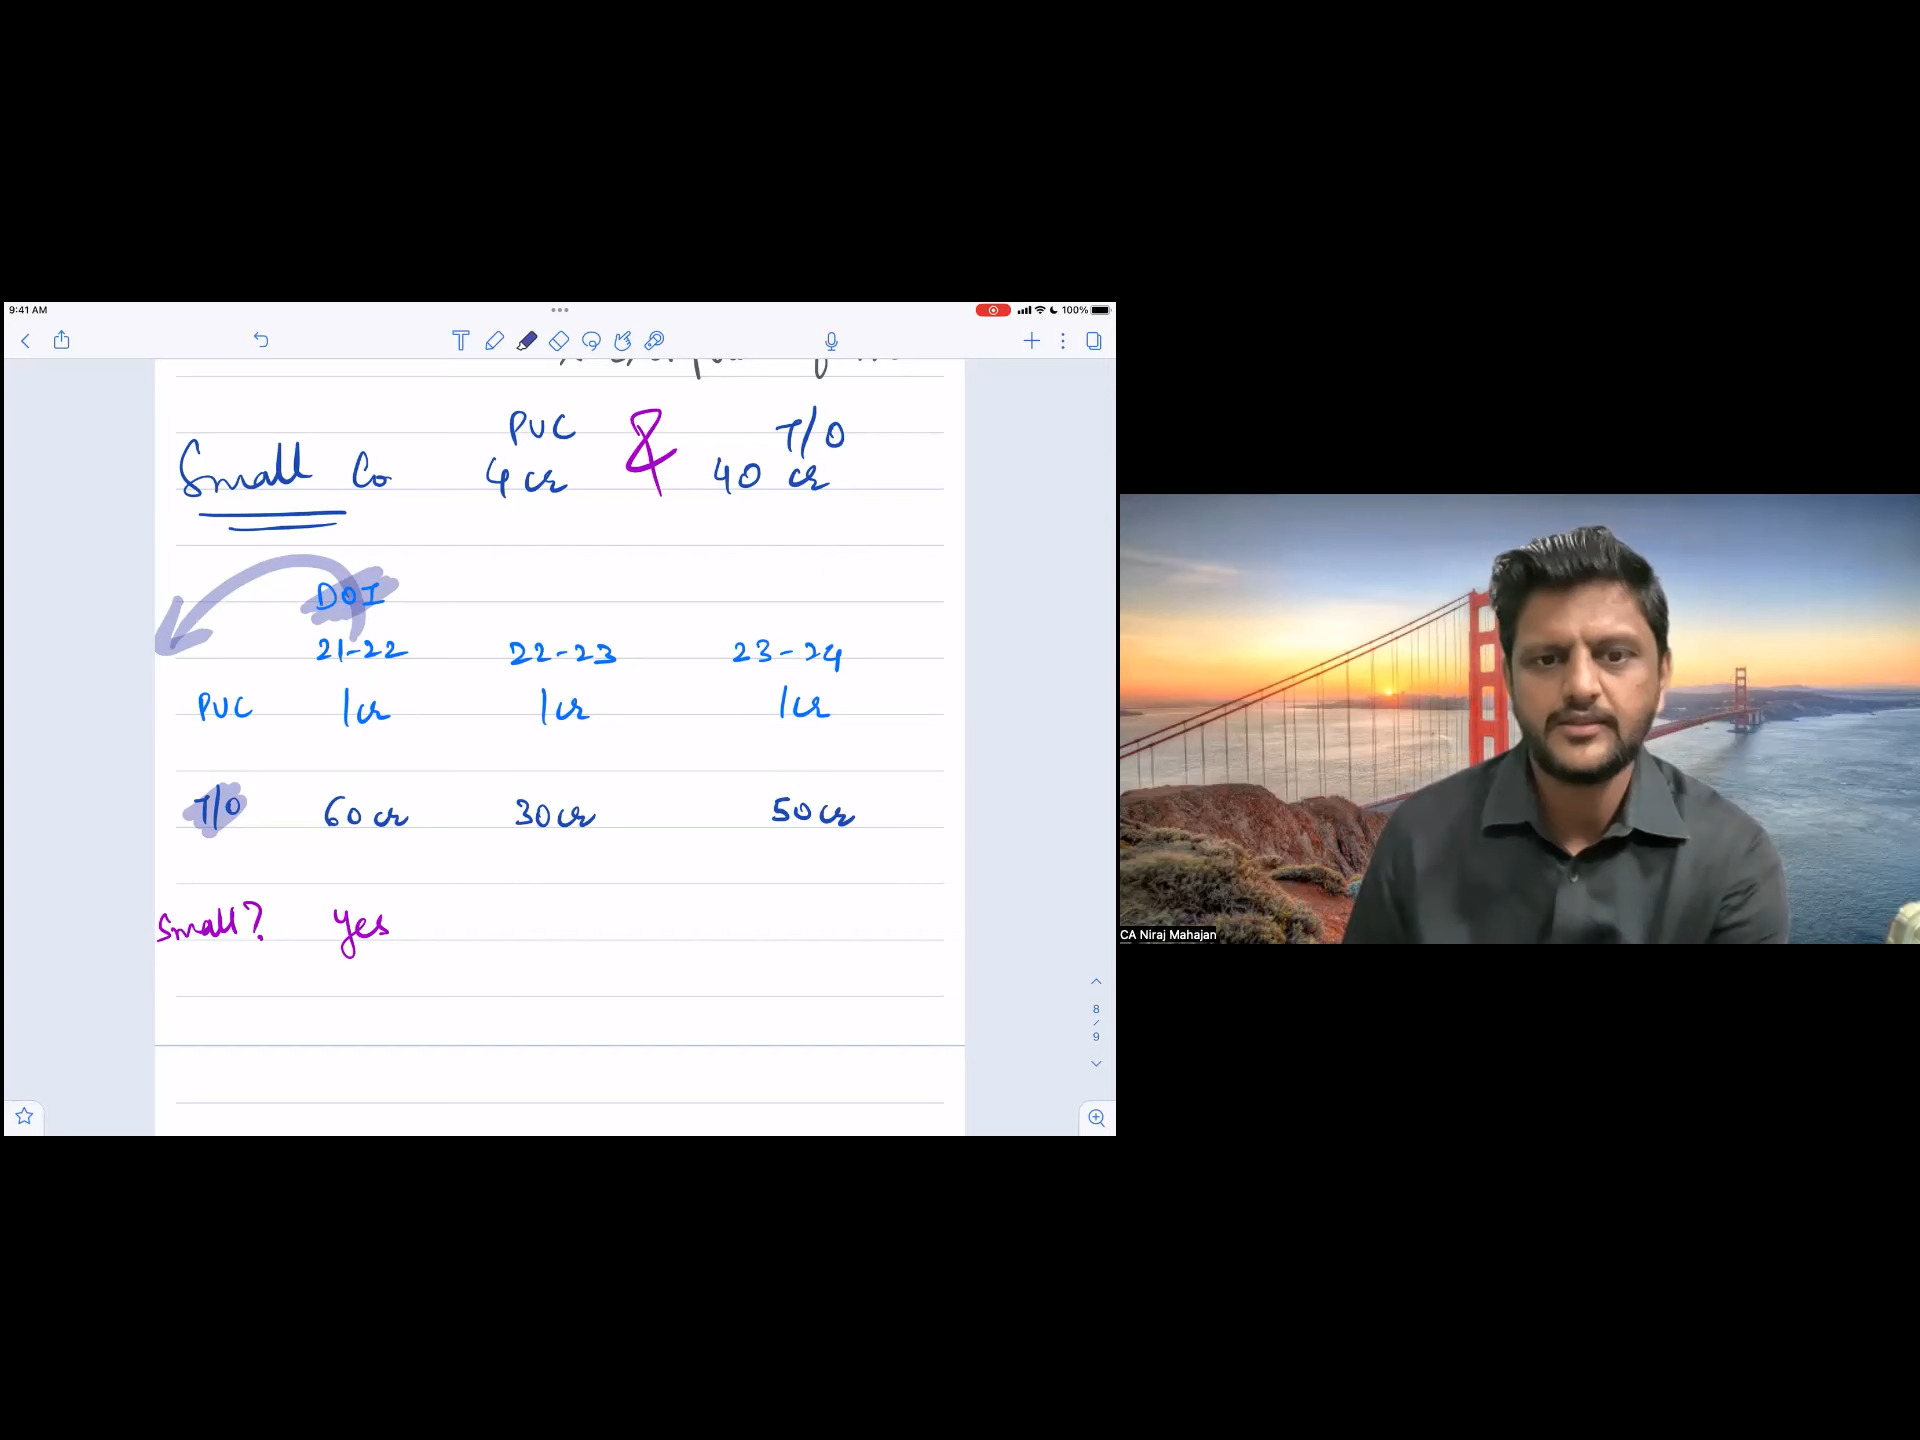 9:41 AM
100%
PUC & T/O
Small Co 4 cr 40 cr
DOI
21-22 22-23 23-24
PUC 1cr 1cr 1cr
T/O 60 cr 30 cr 50 cr
Small? Yes
8
/
9
CA Niraj Mahajan